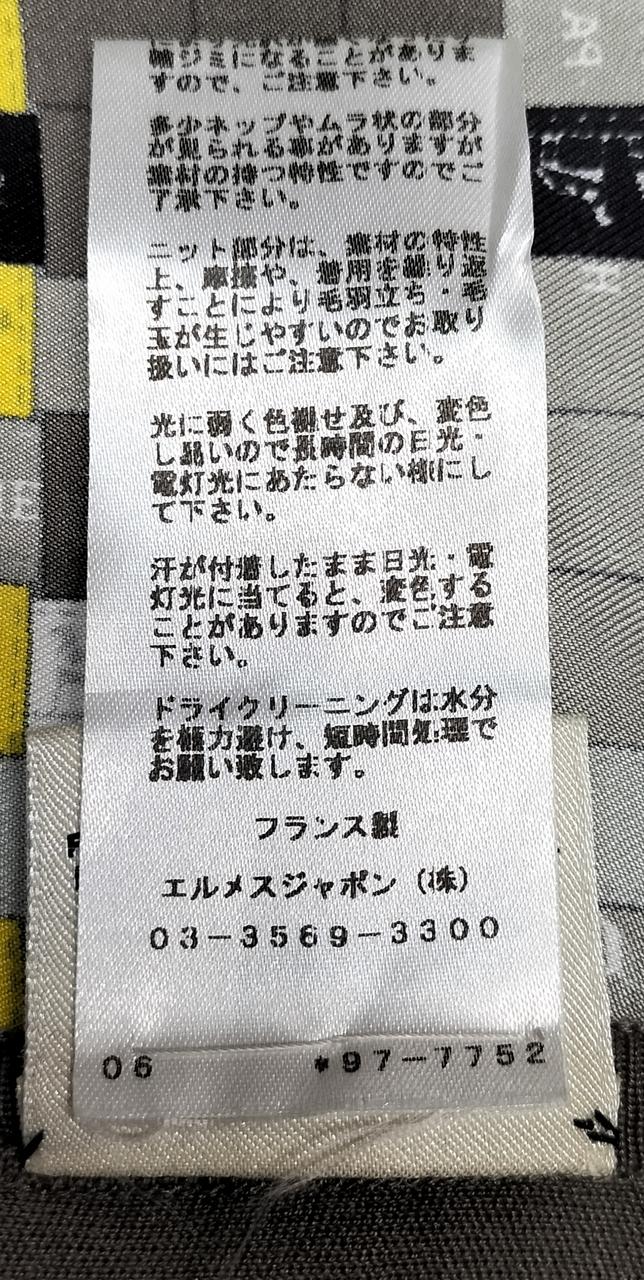 輪ジミになることがありま
すので、ご注意下さい。
多少ネップやムラ状の部分
が見られる事がありますが
素材の持つ特性ですのでご
了承下さい。
ニット部分は、素材の特性
上、摩擦や、着用を繰り返
すことにより毛羽立ち・毛
玉が生じやすいのでお取り
扱いにはご注意下さい。
光に弱く色褪せ及び、変色
し易いので長時間の日光・
電灯光にあたらない様にし
て下さい。
汗が付着したまま日光・電
灯光に当てると、変色する
ことがありますのでご注意
下さい。
ドライクリーニングは水分
を極力避け、短時間処理で
お願い致します。
フランス製
エルメスジャポン（株）
03-3569-3300
06 *97-7752